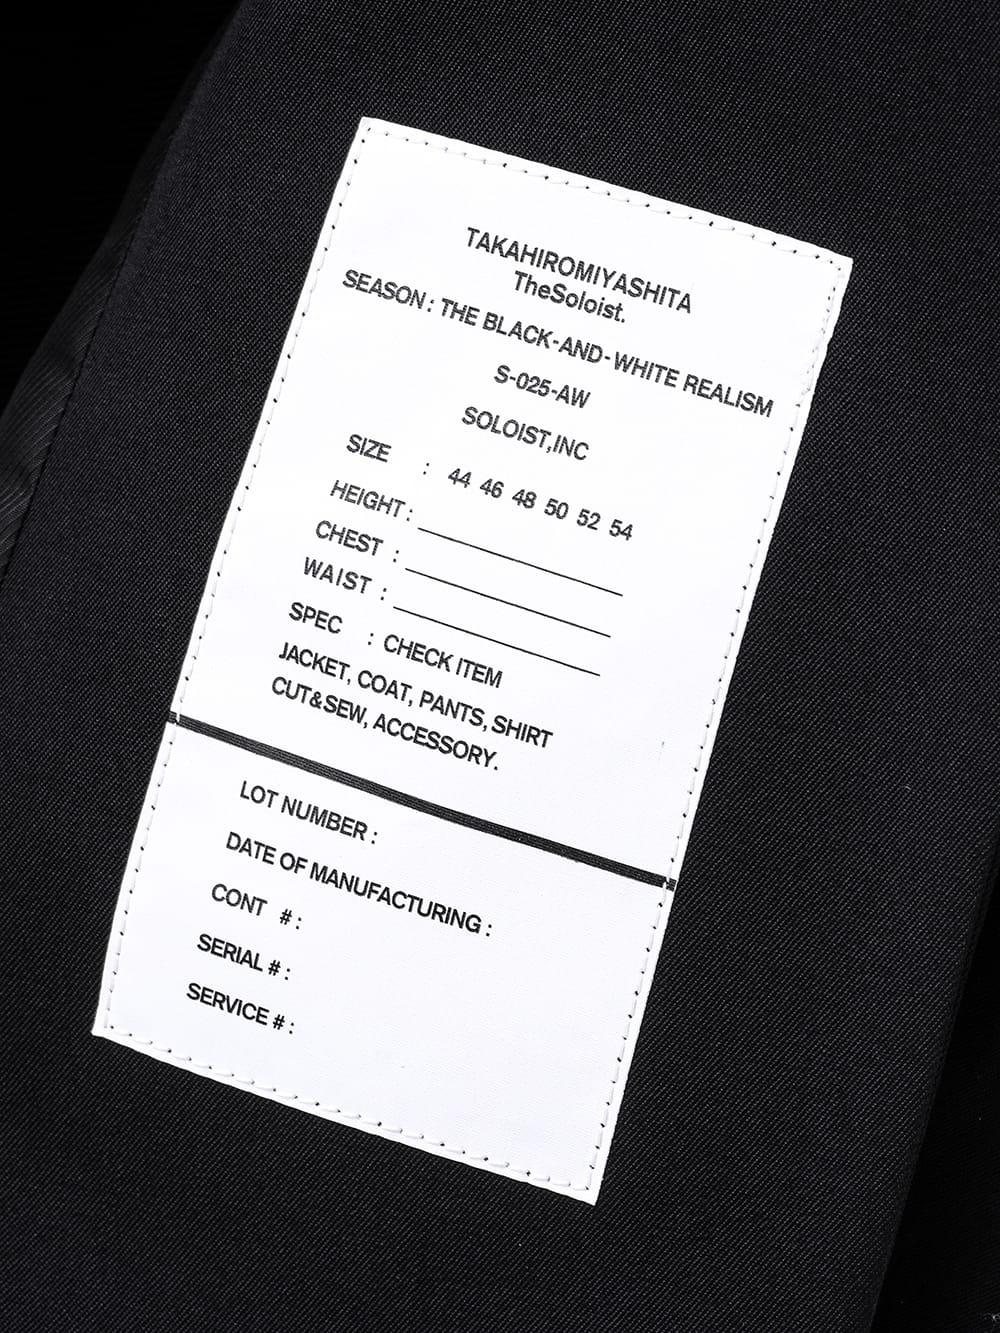 TAKAHIROMIYASHITA
TheSoloist.
SEASON : THE BLACK-AND-WHITE REALISM
S-025-AW
SOLOIST,INC
SIZE : 44 46 48 50 52 54
HEIGHT :
CHEST :
WAIST :
SPEC : CHECK ITEM
JACKET, COAT, PANTS, SHIRT
CUT&SEW, ACCESSORY.
LOT NUMBER :
DATE OF MANUFACTURING :
CONT # :
SERIAL # :
SERVICE # :